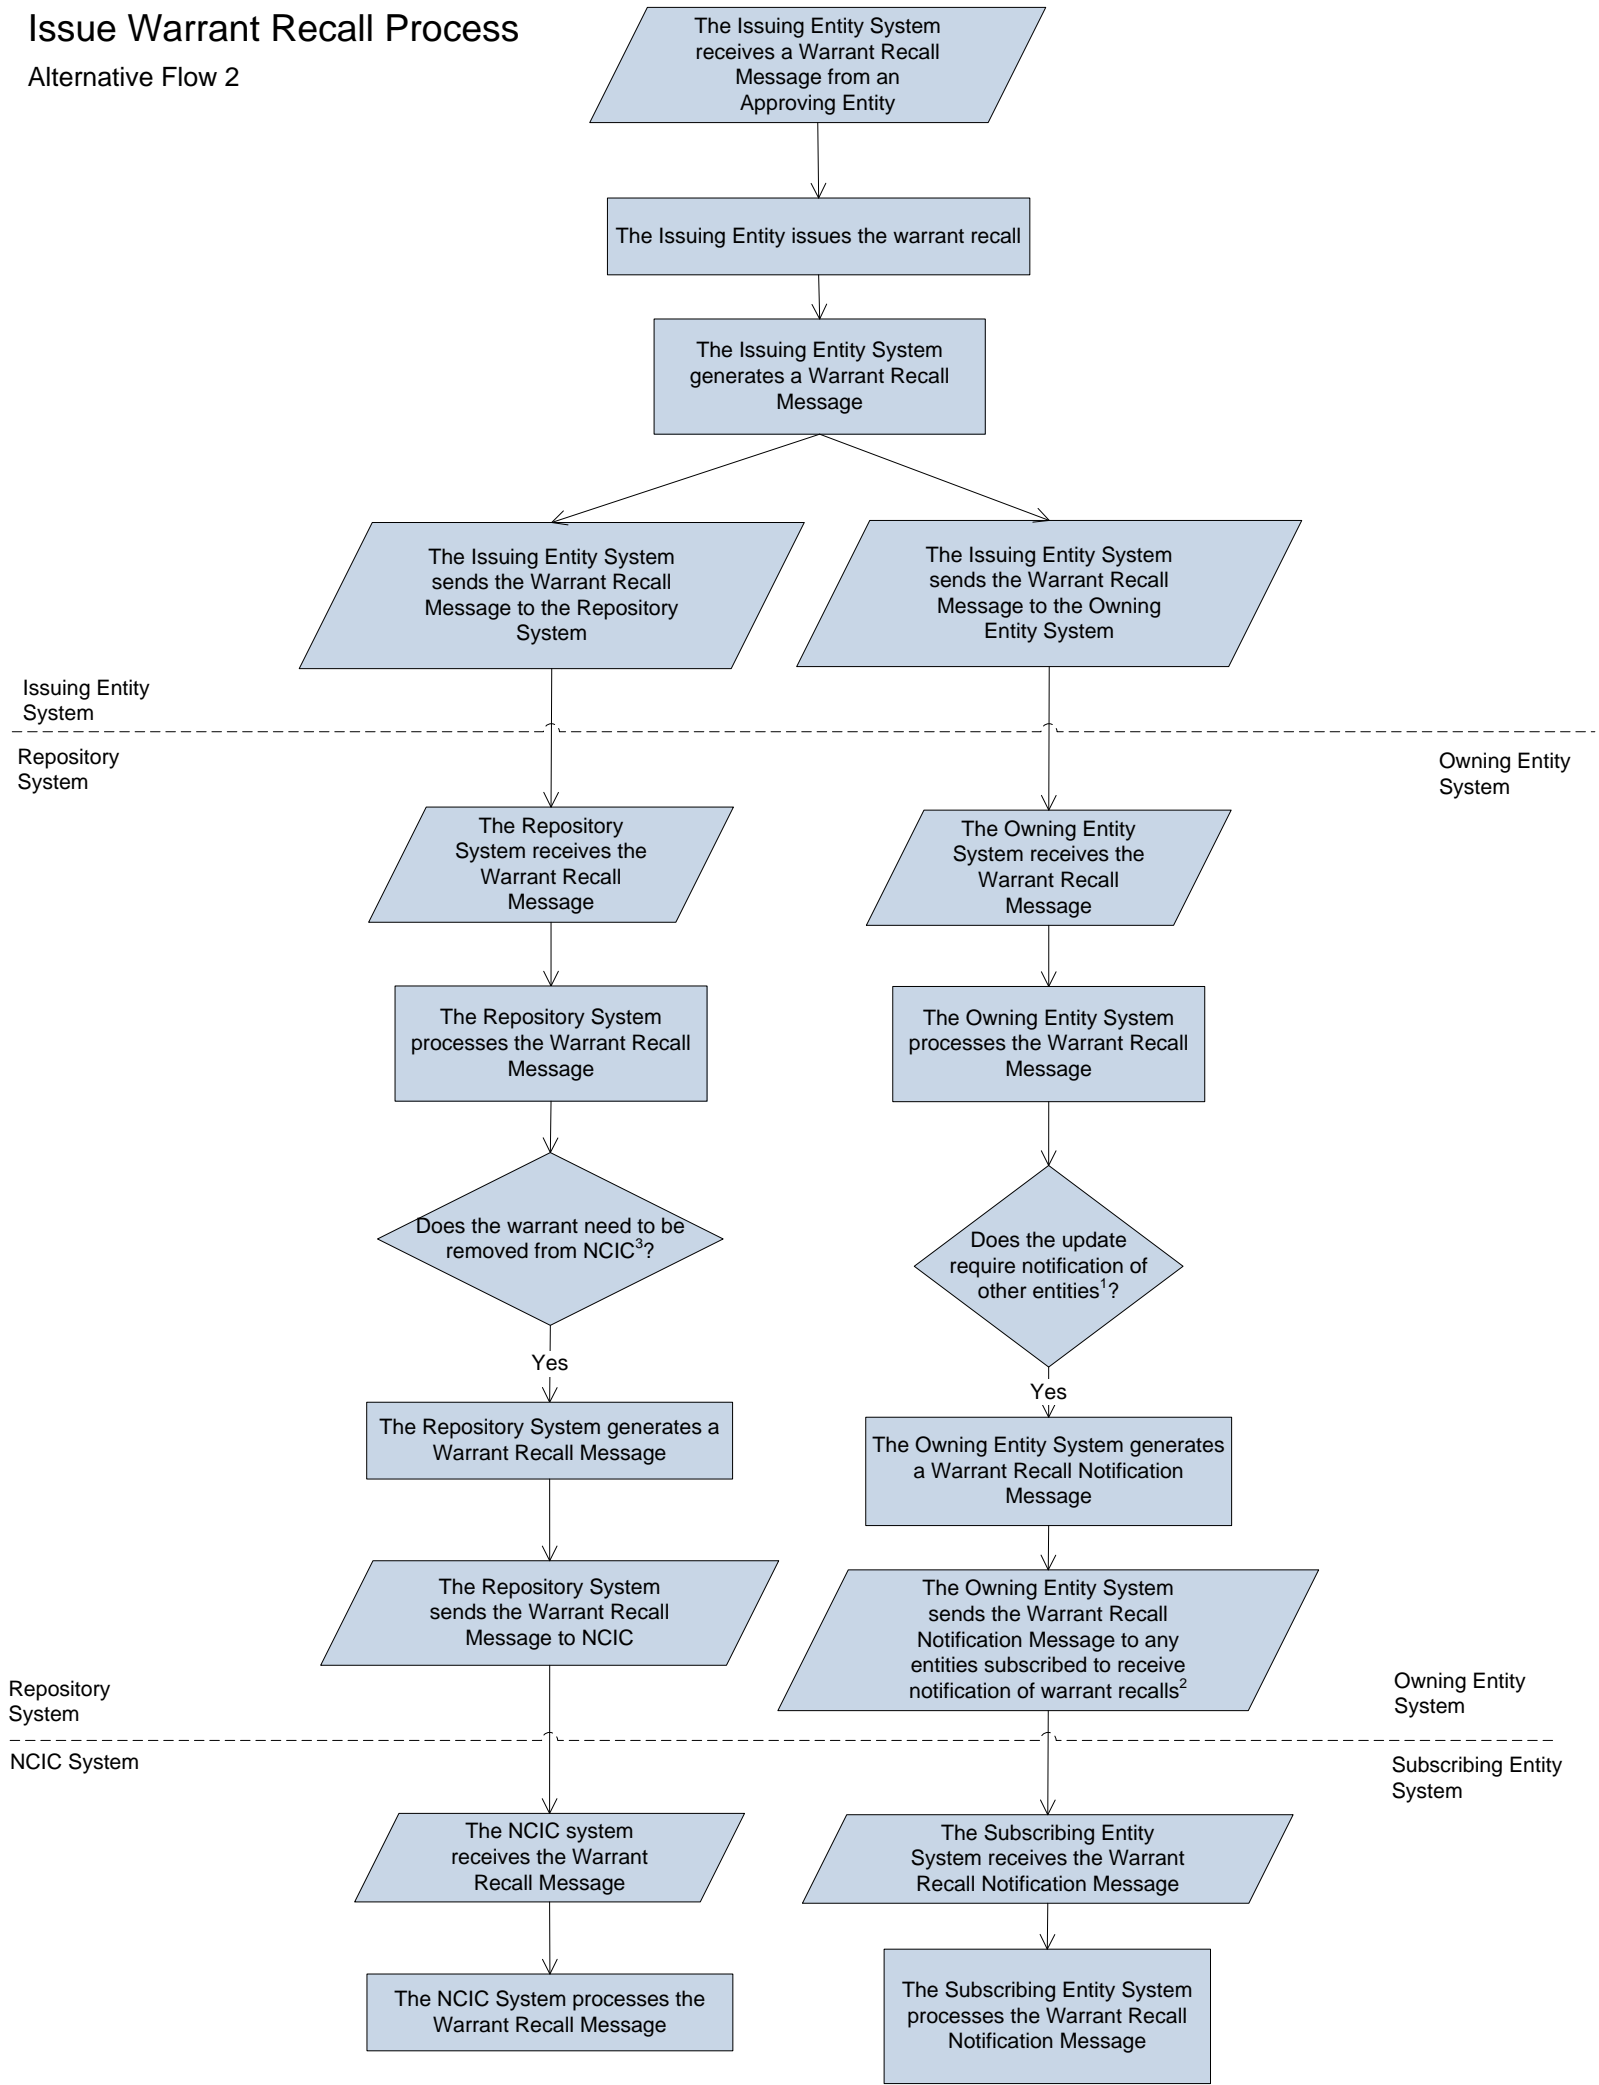 Issue Warrant Recall Process
Alternative Flow 2
The Issuing Entity System
receives a Warrant Recall
Message from an
Approving Entity
The Issuing Entity issues the warrant recall
The Issuing Entity System
generates a Warrant Recall
Message
The Issuing Entity System
sends the Warrant Recall
Message to the Repository
System
The Issuing Entity System
sends the Warrant Recall
Message to the Owning
Entity System
Issuing Entity
System
Repository
System
Owning Entity
System
The Repository
System receives the
Warrant Recall
Message
The Owning Entity
System receives the
Warrant Recall
Message
The Repository System
processes the Warrant Recall
Message
The Owning Entity System
processes the Warrant Recall
Message
Does the warrant need to be
removed from NCIC³?
Does the update
require notification of
other entities¹?
Yes
Yes
The Repository System generates a
Warrant Recall Message
The Owning Entity System generates
a Warrant Recall Notification
Message
The Repository System
sends the Warrant Recall
Message to NCIC
The Owning Entity System
sends the Warrant Recall
Notification Message to any
entities subscribed to receive
notification of warrant recalls²
Repository
System
Owning Entity
System
NCIC System
Subscribing Entity
System
The NCIC system
receives the Warrant
Recall Message
The Subscribing Entity
System receives the Warrant
Recall Notification Message
The NCIC System processes the
Warrant Recall Message
The Subscribing Entity System
processes the Warrant Recall
Notification Message